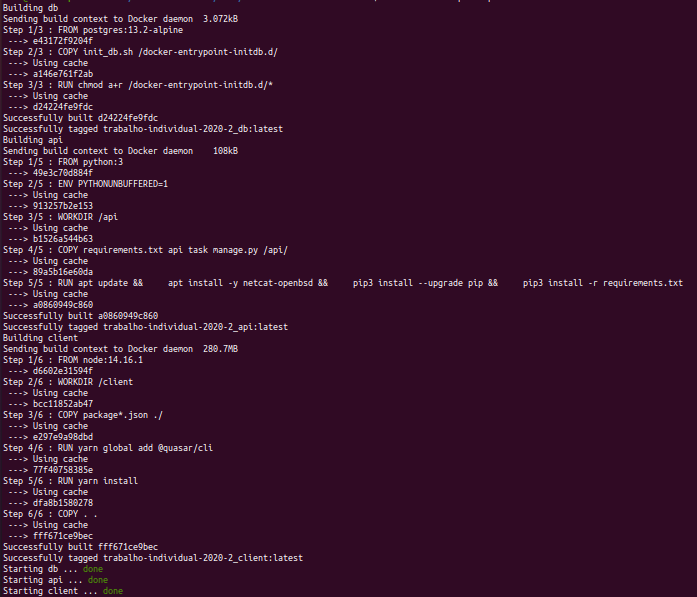 Building db
Sending build context to Docker daemon  3.072kB
Step 1/3 : FROM postgres:13.2-alpine
 ---> e43172f9204f
Step 2/3 : COPY init_db.sh /docker-entrypoint-initdb.d/
 ---> Using cache
 ---> a146e761f2ab
Step 3/3 : RUN chmod a+r /docker-entrypoint-initdb.d/*
 ---> Using cache
 ---> d24224fe9fdc
Successfully built d24224fe9fdc
Successfully tagged trabalho-individual-2020-2_db:latest
Building api
Sending build context to Docker daemon    108kB
Step 1/5 : FROM python:3
 ---> 49e3c70d884f
Step 2/5 : ENV PYTHONUNBUFFERED=1
 ---> Using cache
 ---> 913257b2e153
Step 3/5 : WORKDIR /api
 ---> Using cache
 ---> b1526a544b63
Step 4/5 : COPY requirements.txt api task manage.py /api/
 ---> Using cache
 ---> 89a5b16e60da
Step 5/5 : RUN apt update &&     apt install -y netcat-openbsd &&     pip3 install --upgrade pip &&     pip3 install -r requirements.txt
 ---> Using cache
 ---> a0860949c860
Successfully built a0860949c860
Successfully tagged trabalho-individual-2020-2_api:latest
Building client
Sending build context to Docker daemon  280.7MB
Step 1/6 : FROM node:14.16.1
 ---> d6602e31594f
Step 2/6 : WORKDIR /client
 ---> Using cache
 ---> bcc11852ab47
Step 3/6 : COPY package*.json ./
 ---> Using cache
 ---> e297e9a98dbd
Step 4/6 : RUN yarn global add @quasar/cli
 ---> Using cache
 ---> 77f40758385e
Step 5/6 : RUN yarn install
 ---> Using cache
 ---> dfa8b1580278
Step 6/6 : COPY . .
 ---> Using cache
 ---> fff671ce9bec
Successfully built fff671ce9bec
Successfully tagged trabalho-individual-2020-2_client:latest
Starting db ... done
Starting api ... done
Starting client ... done